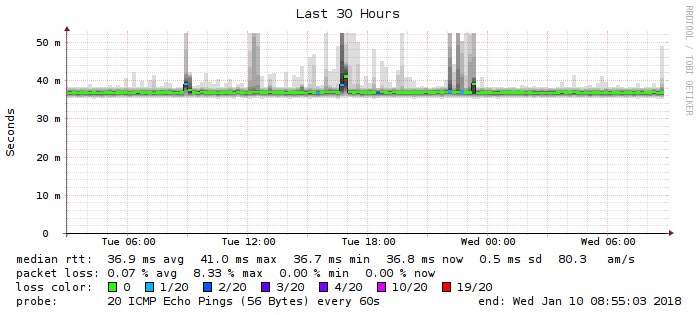 Last 30 Hours
RRDTOOL / TOBI OETIKER
Seconds
50 m
40 m
30 m
20 m
10 m
0
Tue 06:00 Tue 12:00 Tue 18:00 Wed 00:00 Wed 06:00
median rtt: 36.9 ms avg 41.0 ms max 36.7 ms min 36.8 ms now 0.5 ms sd 80.3 am/s
packet loss: 0.07 % avg 8.33 % max 0.00 % min 0.00 % now
loss color: 0 1/20 2/20 3/20 4/20 10/20 19/20
probe: 20 ICMP Echo Pings (56 Bytes) every 60s end: Wed Jan 10 08:55:03 2018